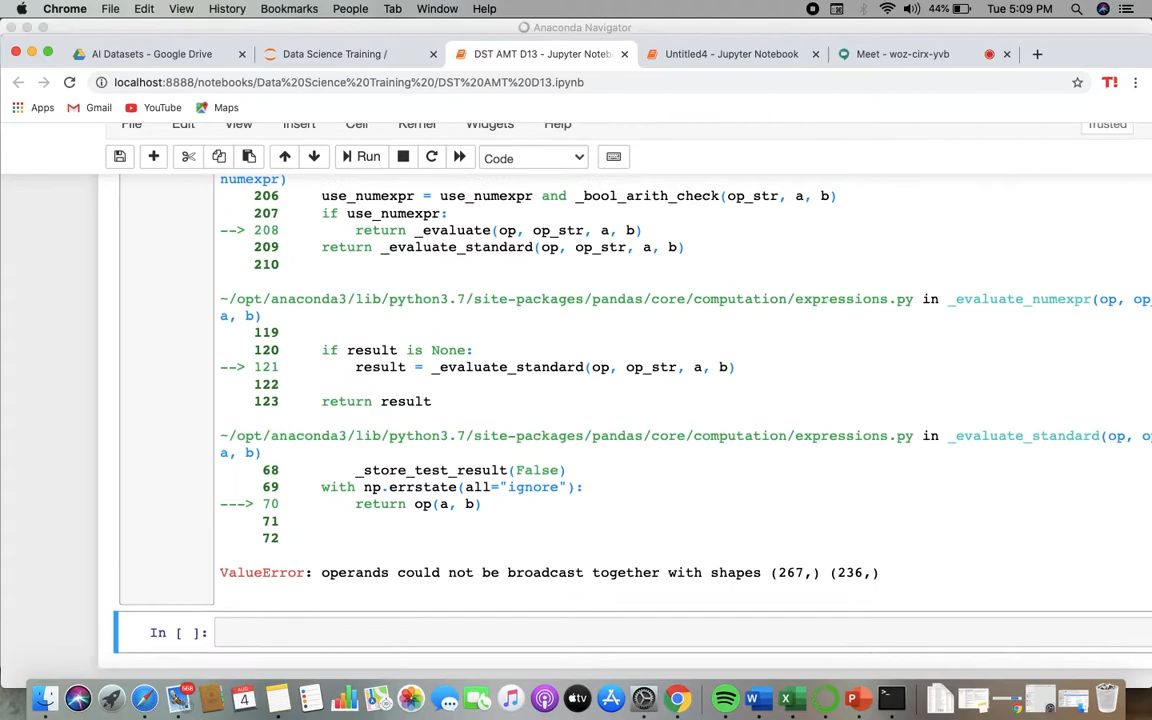 Chrome File Edit View History Bookmarks People Tab Window Help 44% Tue 5:09 PM
Anaconda Navigator
AI Datasets - Google Drive Data Science Training / DST AMT D13 - Jupyter Noteb Untitled4 - Jupyter Notebook Meet - woz-cirx-yvb
localhost:8888/notebooks/Data%20Science%20Training%20/DST%20AMT%20D13.ipynb T!
Apps Gmail YouTube Maps
File Edit View Insert Cell Kernel Widgets Help Trusted
Run Code
numexpr)
206 use_numexpr = use_numexpr and _bool_arith_check(op_str, a, b)
207 if use_numexpr:
--> 208 return _evaluate(op, op_str, a, b)
209 return _evaluate_standard(op, op_str, a, b)
210
~/opt/anaconda3/lib/python3.7/site-packages/pandas/core/computation/expressions.py in _evaluate_numexpr(op, op_
a, b)
119
120 if result is None:
--> 121 result = _evaluate_standard(op, op_str, a, b)
122
123 return result
~/opt/anaconda3/lib/python3.7/site-packages/pandas/core/computation/expressions.py in _evaluate_standard(op, o
a, b)
68 _store_test_result(False)
69 with np.errstate(all="ignore"):
---> 70 return op(a, b)
71
72
ValueError: operands could not be broadcast together with shapes (267,) (236,)
In [ ]:
568 AUG 4 tv W X P >_